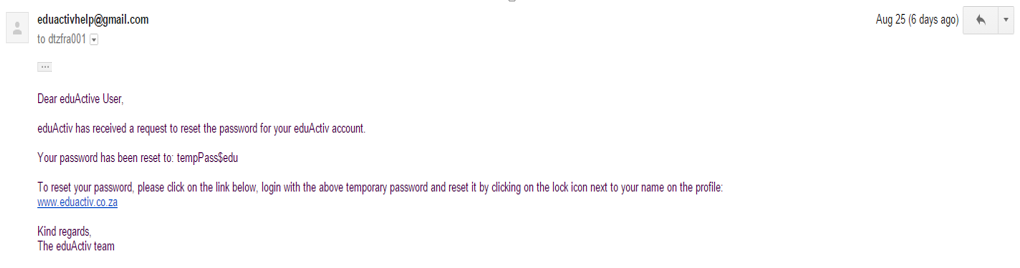 eduactivhelp@gmail.com
Aug 25 (6 days ago)
to dtzfra001
Dear eduActive User,
eduActiv has received a request to reset the password for your eduActiv account.
Your password has been reset to: tempPass$edu
To reset your password, please click on the link below, login with the above temporary password and reset it by clicking on the lock icon next to your name on the profile:
www.eduactiv.co.za
Kind regards,
The eduActiv team